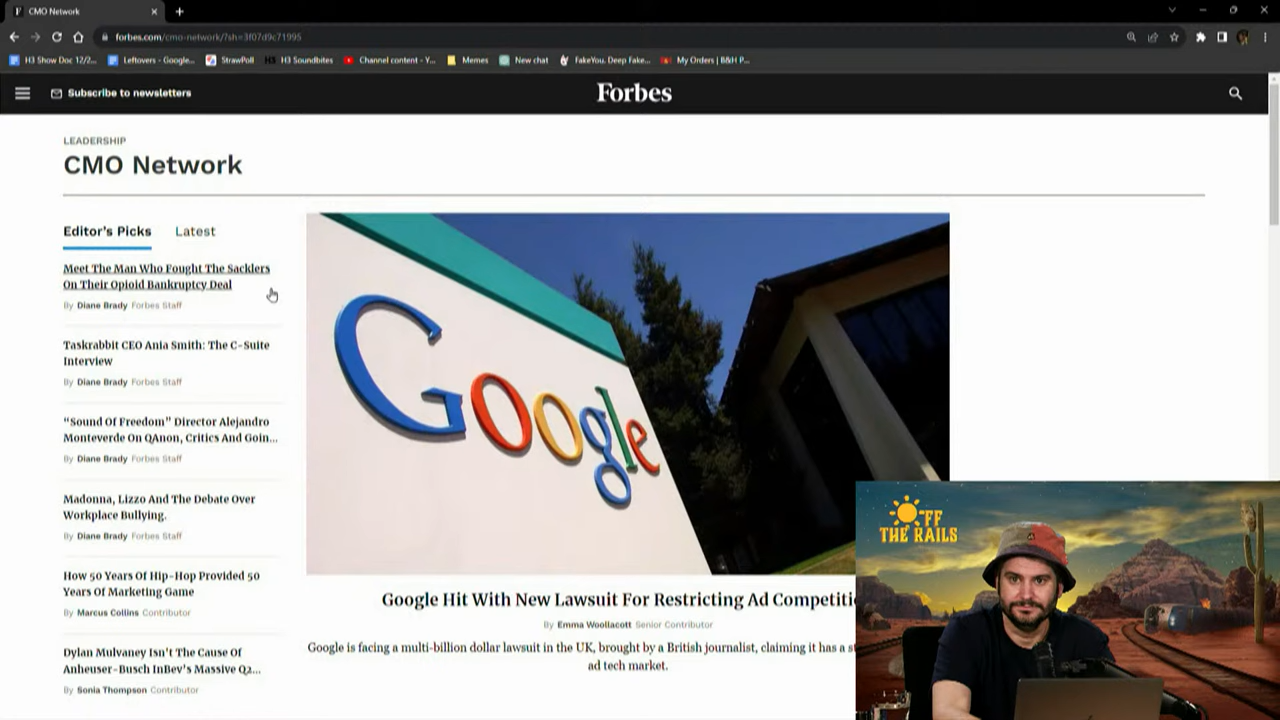 CMO Network
forbes.com/cmo-network/?sh=3f07d9c71995
H3 Show Doc 12/2... Leftovers - Google... StrawPoll H3 H3 Soundbites Channel content - Y... Memes New chat FakeYou. Deep Fake... My Orders | B&H P...
Subscribe to newsletters
Forbes
LEADERSHIP
CMO Network
Editor's Picks Latest
Meet The Man Who Fought The Sacklers
On Their Opioid Bankruptcy Deal
By Diane Brady Forbes Staff
Taskrabbit CEO Ania Smith: The C-Suite
Interview
By Diane Brady Forbes Staff
“Sound Of Freedom” Director Alejandro
Monteverde On QAnon, Critics And Goin...
By Diane Brady Forbes Staff
Madonna, Lizzo And The Debate Over
Workplace Bullying.
By Diane Brady Forbes Staff
How 50 Years Of Hip-Hop Provided 50
Years Of Marketing Game
By Marcus Collins Contributor
Dylan Mulvaney Isn't The Cause Of
Anheuser-Busch InBev's Massive Q2...
By Sonia Thompson Contributor
Google
Google Hit With New Lawsuit For Restricting Ad Competiti
By Emma Woollacott Senior Contributor
Google is facing a multi-billion dollar lawsuit in the UK, brought by a British journalist, claiming it has a
ad tech market.
OFF
THE RAILS